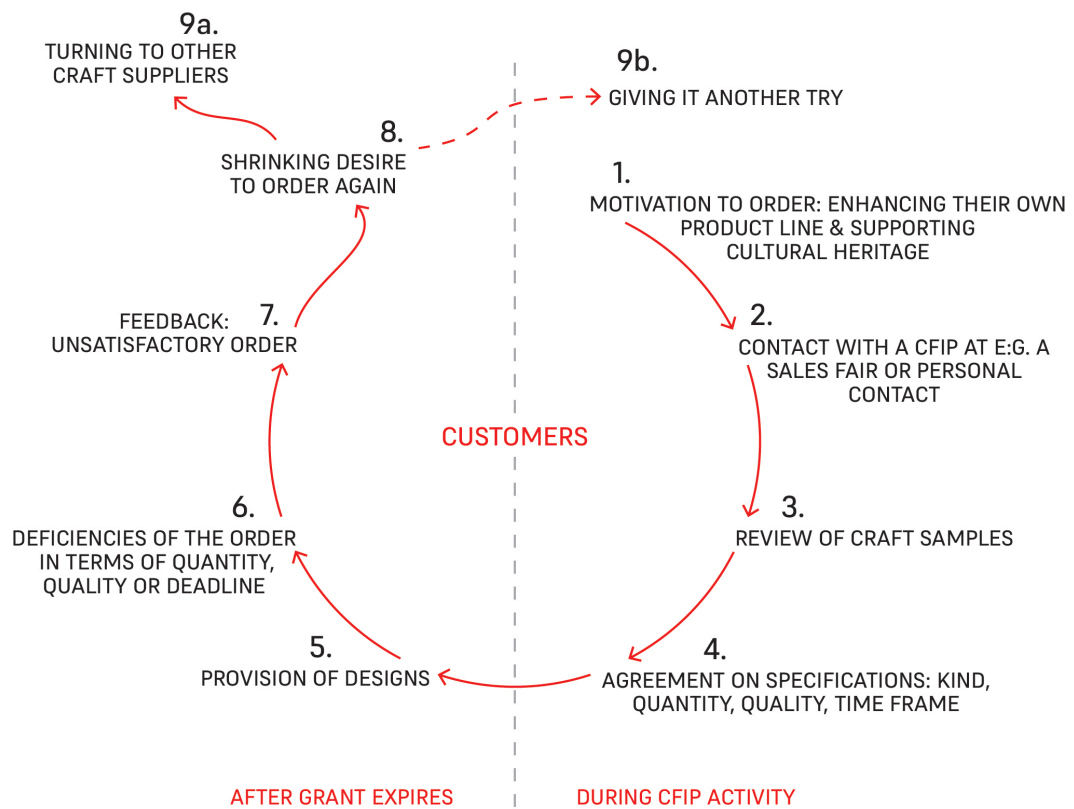 9a.
TURNING TO OTHER
CRAFT SUPPLIERS
9b.
GIVING IT ANOTHER TRY
8.
SHRINKING DESIRE
TO ORDER AGAIN
1.
MOTIVATION TO ORDER: ENHANCING THEIR OWN
PRODUCT LINE & SUPPORTING
CULTURAL HERITAGE
7.
FEEDBACK:
UNSATISFACTORY ORDER
2.
CONTACT WITH A CFIP AT E:G. A
SALES FAIR OR PERSONAL
CONTACT
CUSTOMERS
6.
DEFICIENCIES OF THE ORDER
IN TERMS OF QUANTITY,
QUALITY OR DEADLINE
3.
REVIEW OF CRAFT SAMPLES
5.
PROVISION OF DESIGNS
4.
AGREEMENT ON SPECIFICATIONS: KIND,
QUANTITY, QUALITY, TIME FRAME
AFTER GRANT EXPIRES
DURING CFIP ACTIVITY